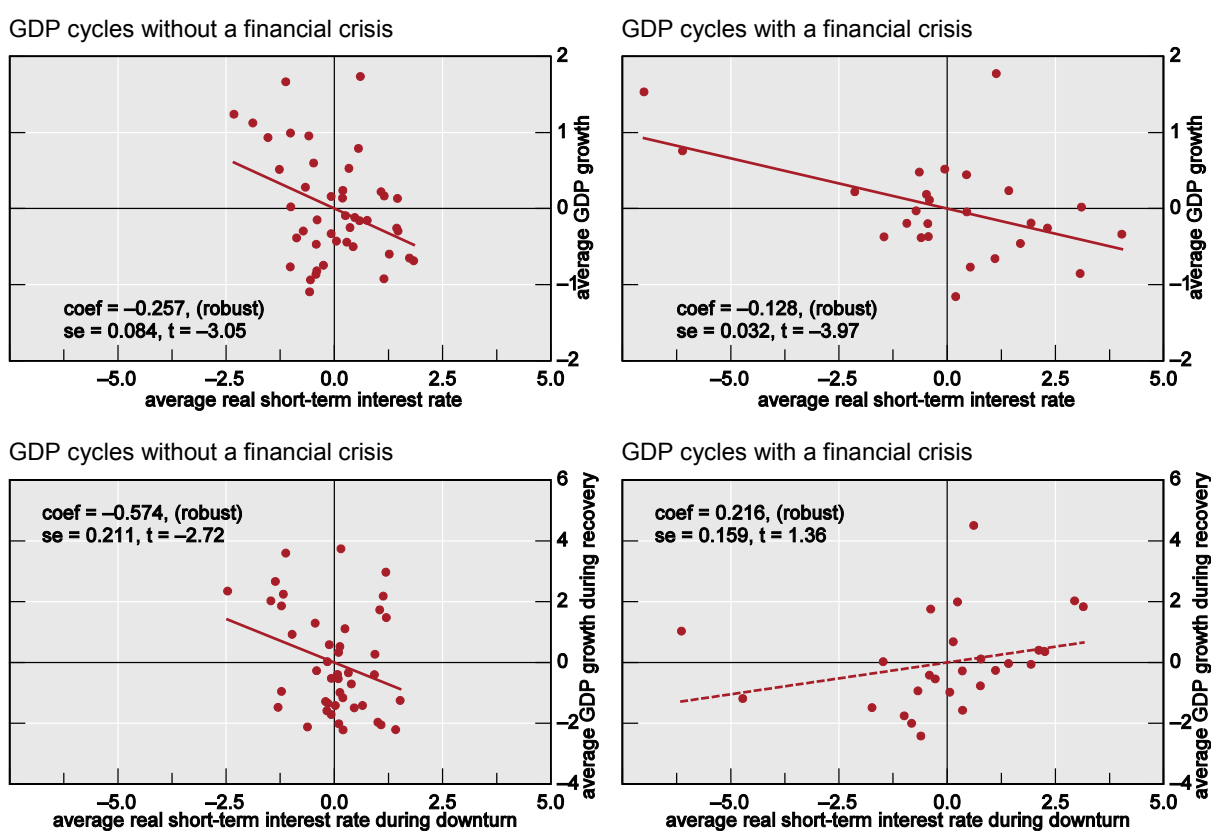 GDP cycles without a financial crisis
2
1
0
–1
–2
average GDP growth
coef = –0.257, (robust)
se = 0.084, t = –3.05
–5.0 –2.5 0.0 2.5 5.0
average real short-term interest rate
GDP cycles with a financial crisis
2
1
0
–1
–2
average GDP growth
coef = –0.128, (robust)
se = 0.032, t = –3.97
–5.0 –2.5 0.0 2.5 5.0
average real short-term interest rate
GDP cycles without a financial crisis
6
4
2
0
–2
–4
average GDP growth during recovery
coef = –0.574, (robust)
se = 0.211, t = –2.72
–5.0 –2.5 0.0 2.5 5.0
average real short-term interest rate during downturn
GDP cycles with a financial crisis
6
4
2
0
–2
–4
average GDP growth during recovery
coef = 0.216, (robust)
se = 0.159, t = 1.36
–5.0 –2.5 0.0 2.5 5.0
average real short-term interest rate during downturn